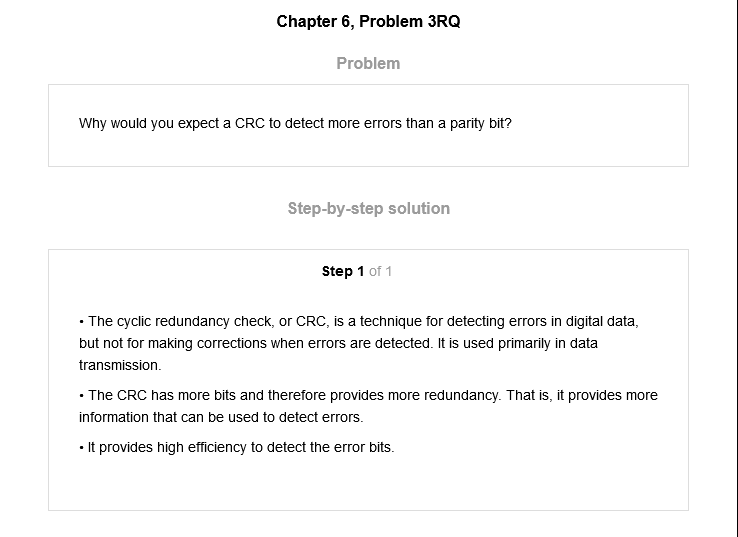 Chapter 6, Problem 3RQ
Problem
Why would you expect a CRC to detect more errors than a parity bit?
Step-by-step solution
Step 1 of 1
• The cyclic redundancy check, or CRC, is a technique for detecting errors in digital data,
but not for making corrections when errors are detected. It is used primarily in data
transmission.
• The CRC has more bits and therefore provides more redundancy. That is, it provides more
information that can be used to detect errors.
• It provides high efficiency to detect the error bits.